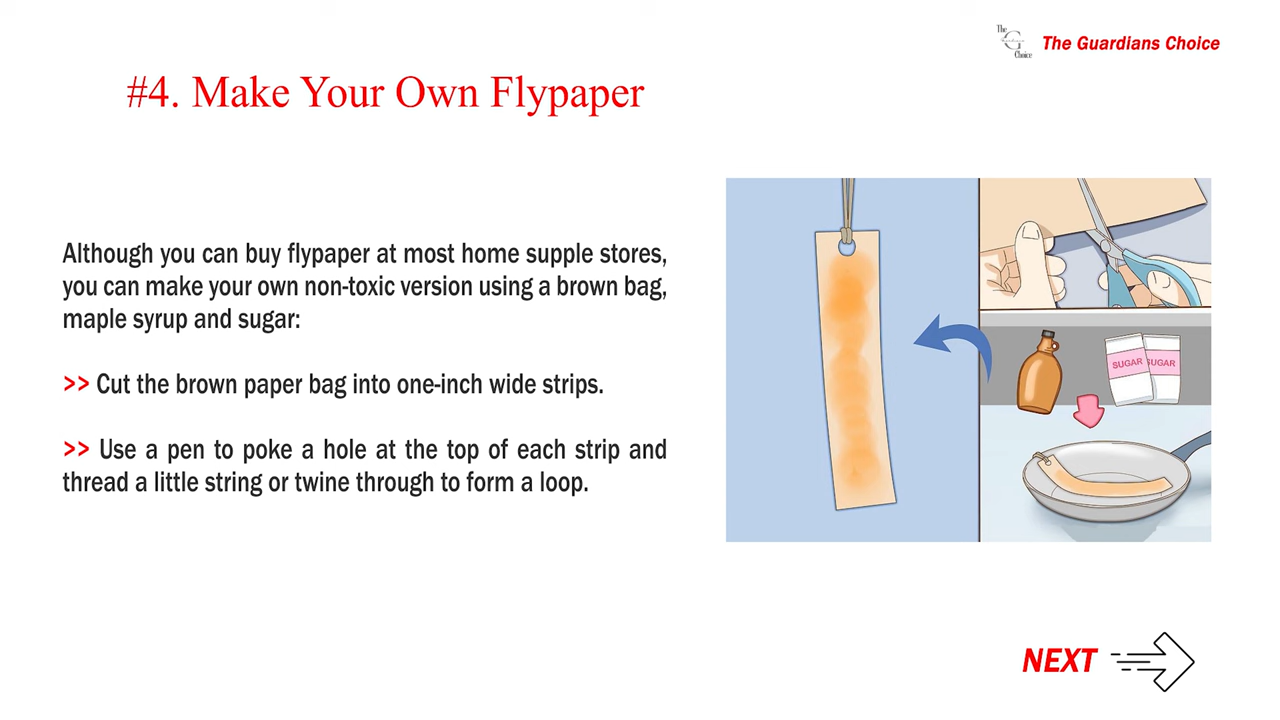 The
G
Choice
The Guardians Choice
#4. Make Your Own Flypaper
Although you can buy flypaper at most home supple stores,
you can make your own non-toxic version using a brown bag,
maple syrup and sugar:
>> Cut the brown paper bag into one-inch wide strips.
>> Use a pen to poke a hole at the top of each strip and
thread a little string or twine through to form a loop.
SUGAR
SUGAR
NEXT